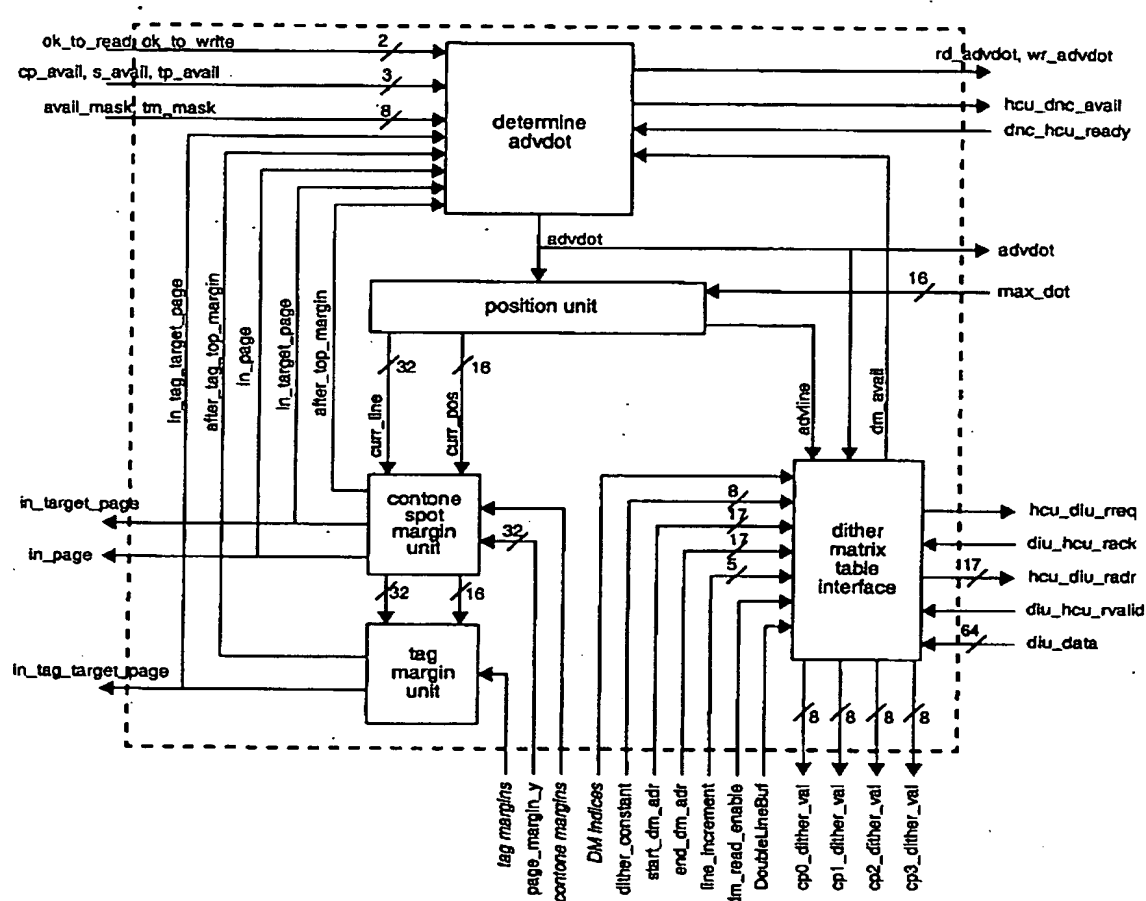 ok_to_read, ok_to_write
2
rd_advdot, wr_advdot
cp_avail, s_avail, tp_avail
3
hcu_dnc_avail
avail_mask, tm_mask
8
dnc_hcu_ready
determine
advdot
advdot
advdot
16
max_dot
position unit
in_tag_target_page
after_tag_top_margin
in_page
in_target_page
after_top_margin
32
16
curr_line
curr_pos
advline
dm_avail
in_target_page
in_page
contone
spot
margin
unit
32
8
17
17
5
dither
matrix
table
interface
hcu_diu_rreq
diu_hcu_rack
17
hcu_diu_radr
diu_hcu_rvalid
64
diu_data
32
16
tag
margin
unit
in_tag_target_page
8
8
8
8
tag margins
page_margin_y
contone margins
DM indices
dither_constant
start_dm_adr
end_dm_adr
line_increment
dm_read_enable
DoubleLineBuf
cp0_dither_val
cp1_dither_val
cp2_dither_val
cp3_dither_val